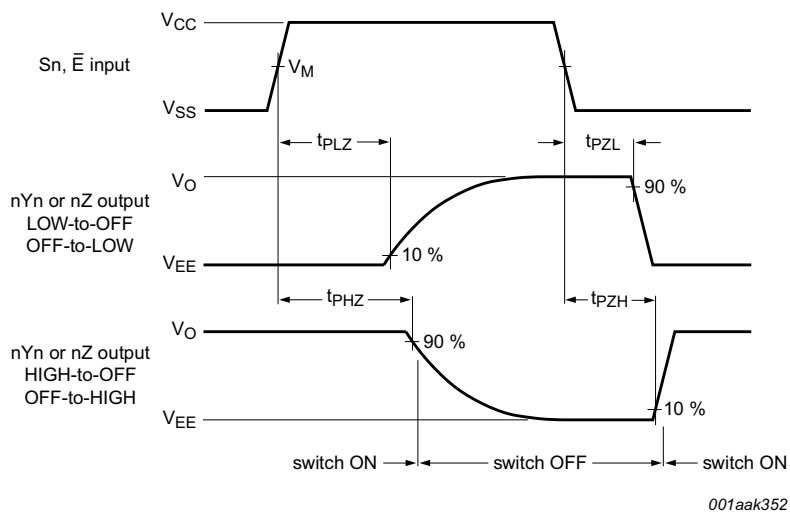 VCC
Sn, E̅ input
VM
VSS
tPLZ
tPZL
VO
nYn or nZ output
LOW-to-OFF
OFF-to-LOW
90 %
VEE
10 %
tPHZ
tPZH
VO
nYn or nZ output
HIGH-to-OFF
OFF-to-HIGH
90 %
VEE
10 %
switch ON
switch OFF
switch ON
001aak352